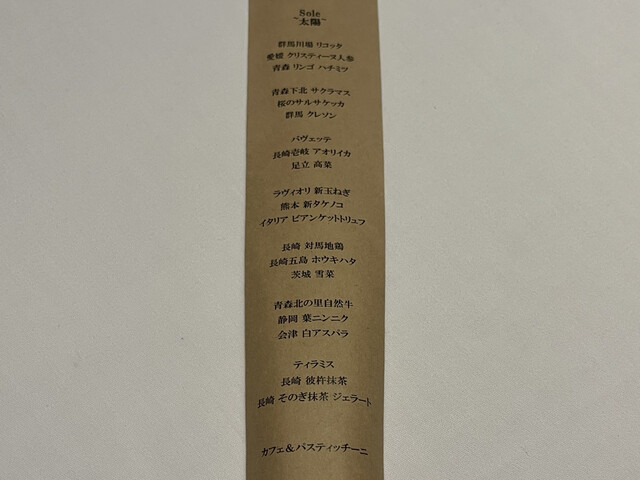 Sole
~太陽~
群馬川場 リコッタ
愛媛 クリスティーヌ人参
青森 リンゴ ハチミツ
青森下北 サクラマス
桜のサルサケッカ
群馬 クレソン
パヴェッテ
長崎壱岐 アオリイカ
足立 高菜
ラヴィオリ 新玉ねぎ
熊本 新タケノコ
イタリア ビアンケットトリュフ
長崎 対馬地鶏
長崎五島 ホウキハタ
茨城 雪菜
青森北の里自然牛
静岡 葉ニンニク
会津 白アスパラ
ティラミス
長崎 彼杵抹茶
長崎 そのぎ抹茶 ジェラート
カフェ＆パスティッチーニ